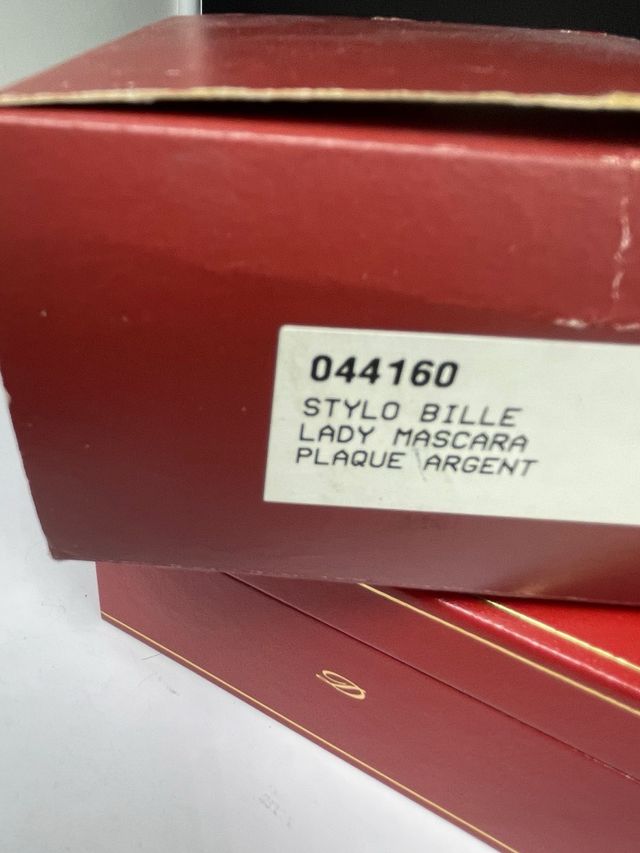 044160
STYLO BILLE
LADY MASCARA
PLAQUE ARGENT
D